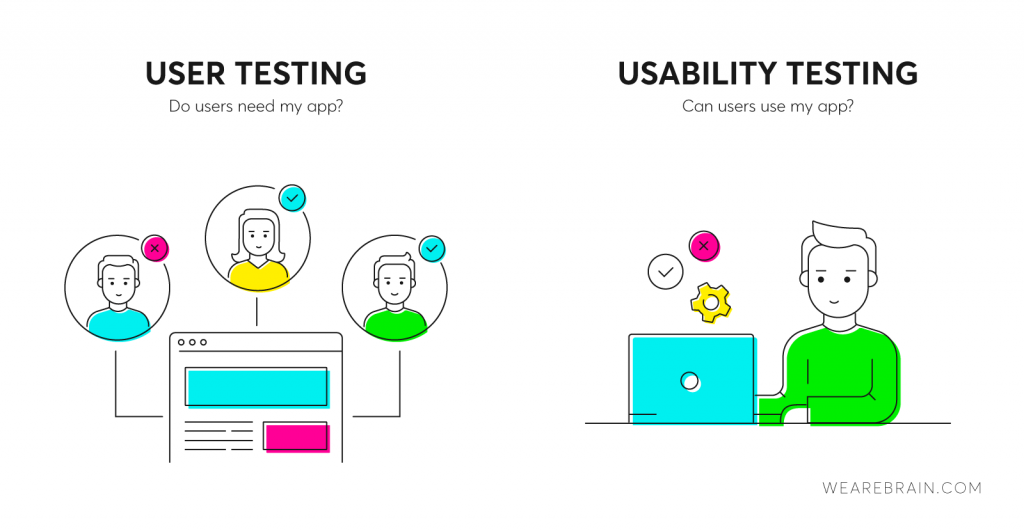 USER TESTING
Do users need my app?
USABILITY TESTING
Can users use my app?
WEAREBRAIN.COM